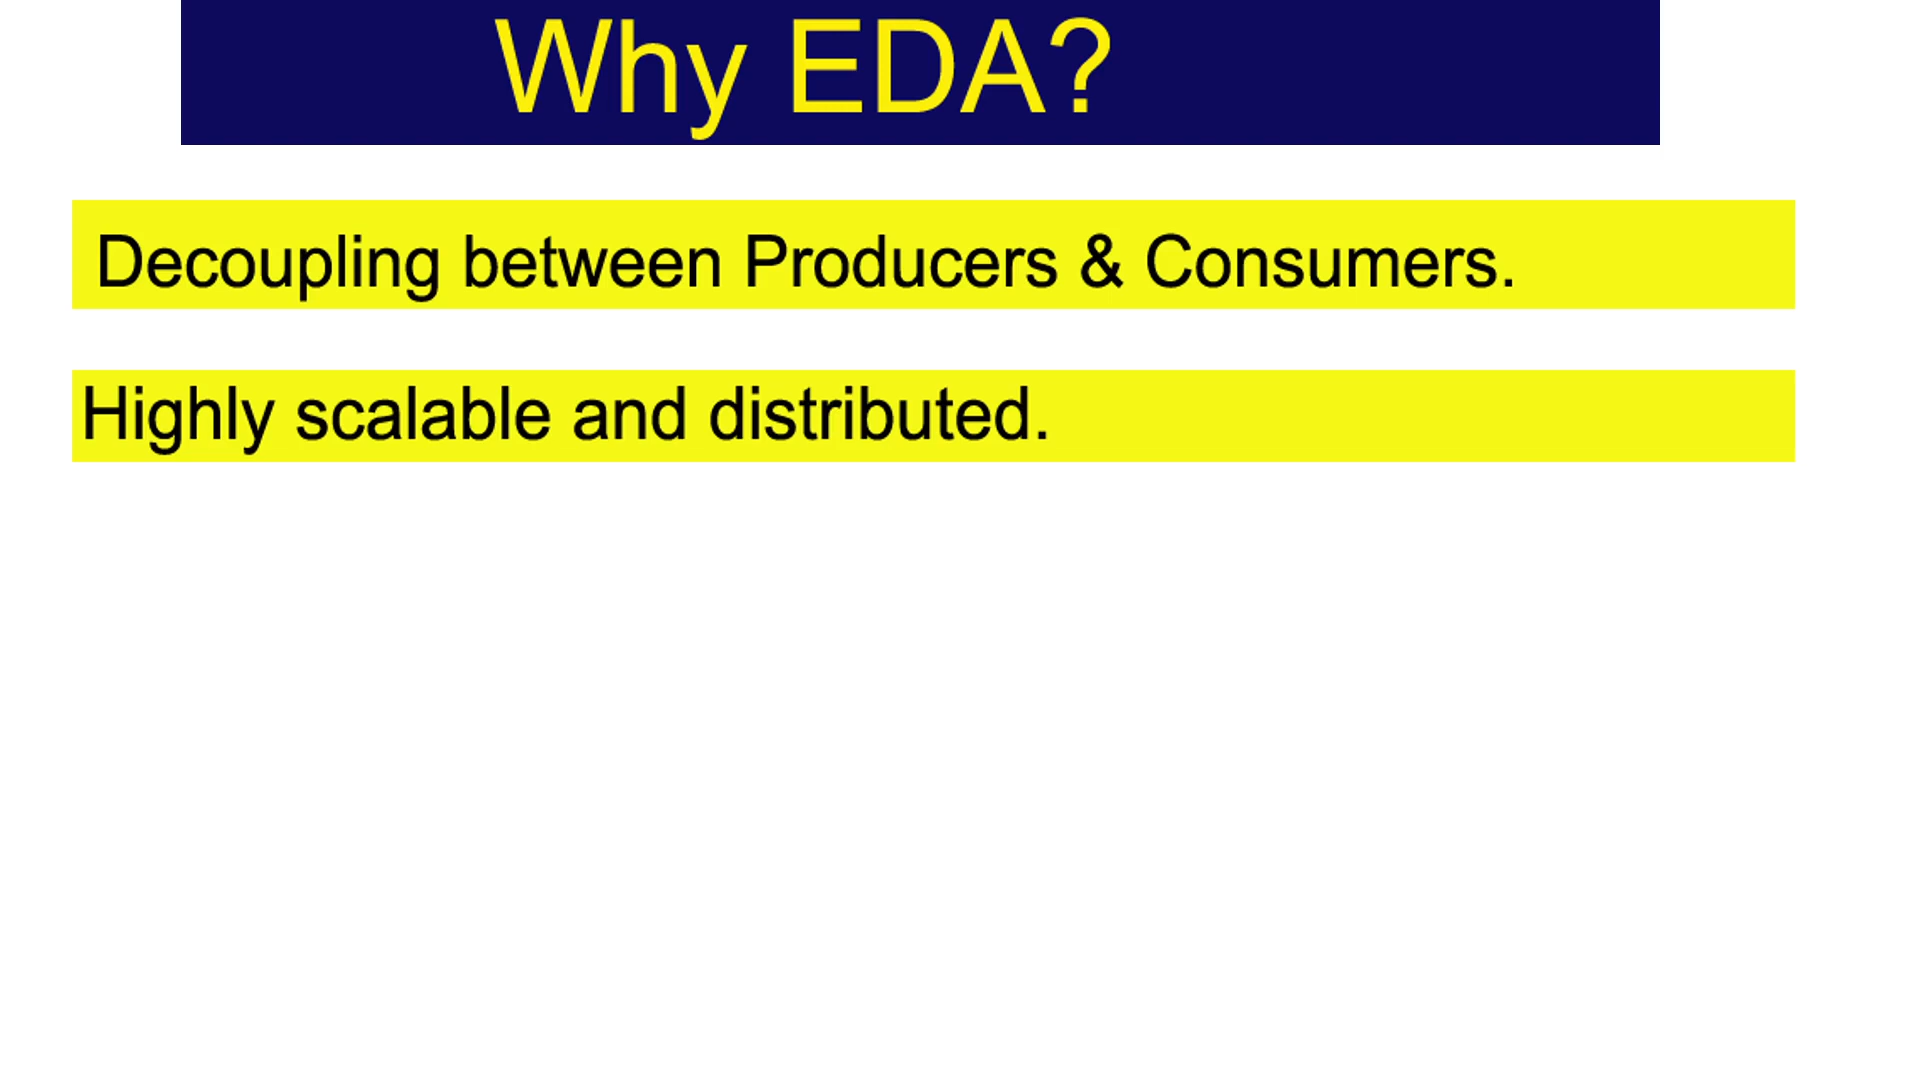 Why EDA?
Decoupling between Producers & Consumers.
Highly scalable and distributed.